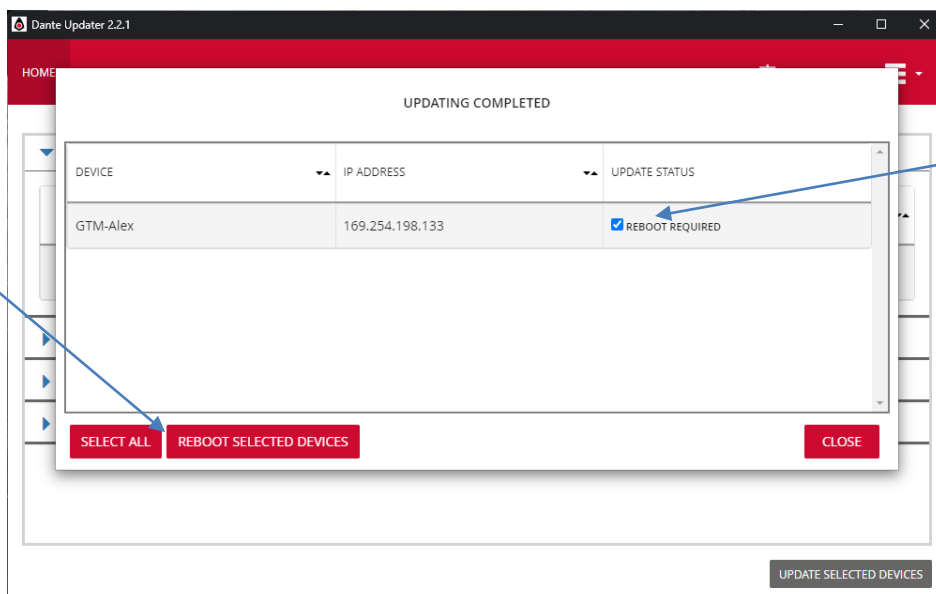 Dante Updater 2.2.1
HOME
UPDATING COMPLETED
DEVICE IP ADDRESS UPDATE STATUS
GTM-Alex 169.254.198.133 REBOOT REQUIRED
SELECT ALL REBOOT SELECTED DEVICES CLOSE
UPDATE SELECTED DEVICES